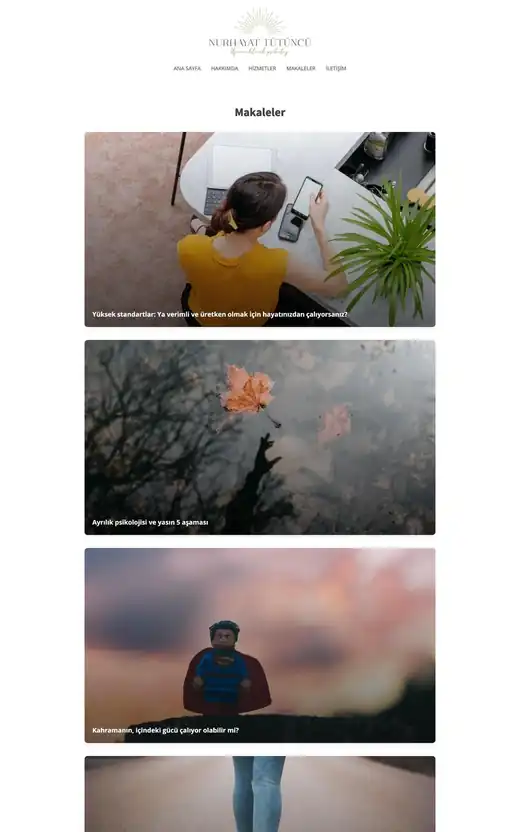 NURHAYAT TÜTÜNCÜ
ANA SAYFA HAKKIMDA HİZMETLER MAKALELER İLETİŞİM
Makaleler
Yüksek standartlar: Ya verimli ve üretken olmak için hayatınızdan çalıyorsanız?
Ayrılık psikolojisi ve yasın 5 aşaması
Kahramanın, içindeki gücü çalıyor olabilir mi?